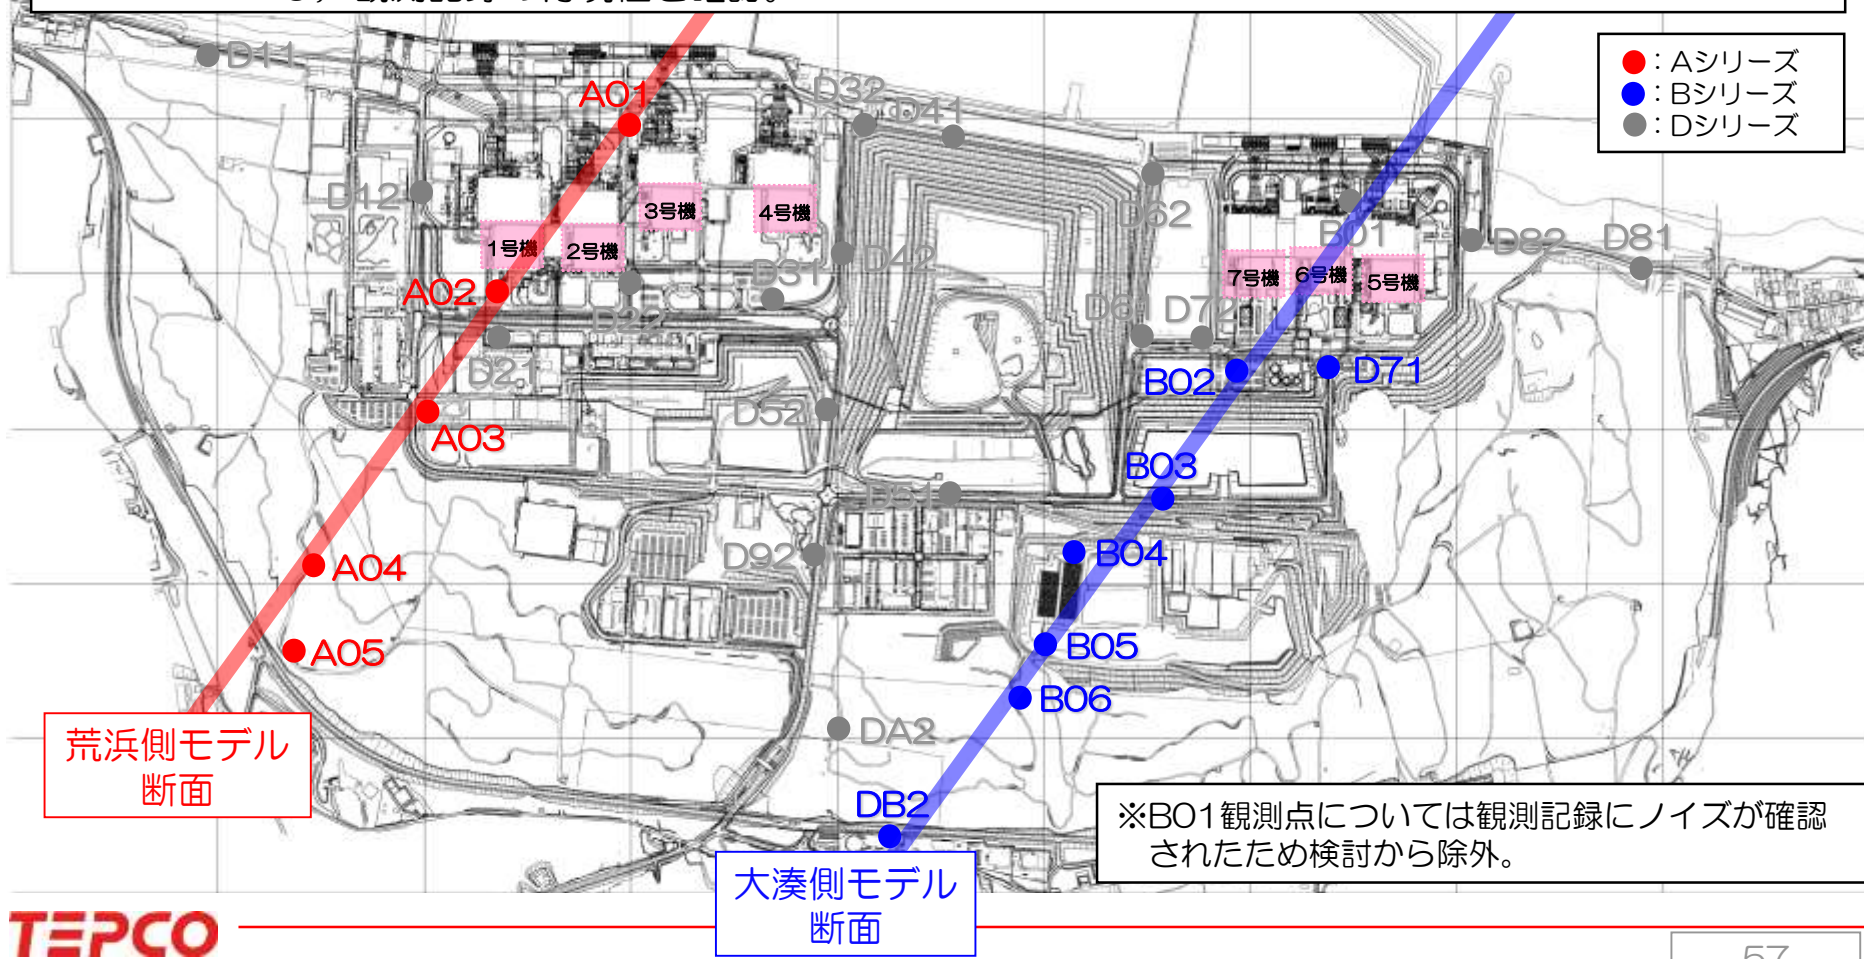 D11
：Aシリーズ
：Bシリーズ
：Dシリーズ
A01
D32
D41
D12
D62
3号機
4号機
1号機
2号機
D42
B01
D82
D81
7号機
6号機
5号機
A02
D31
D22
D61
D72
D21
B02
D71
A03
D52
B03
D51
A04
D92
B04
A05
B05
B06
DA2
荒浜側モデル
断面
DB2
※B01観測点については観測記録にノイズが確認
されたため検討から除外。
大湊側モデル
断面
TEPCO
57